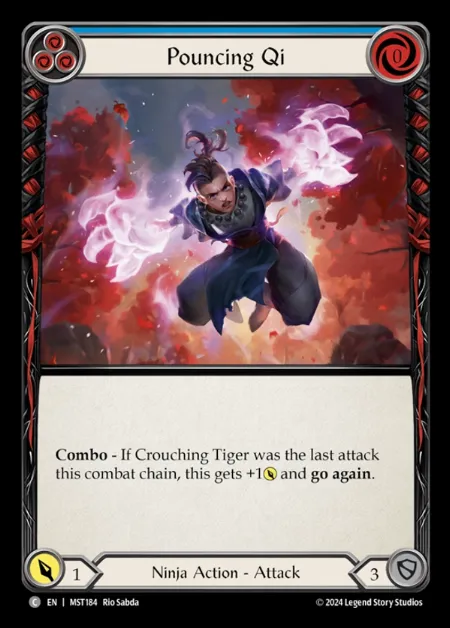 Pouncing Qi
0
Combo - If Crouching Tiger was the last attack
this combat chain, this gets +1 and go again.
1
Ninja Action - Attack
3
C EN | MST184 Rio Sabda
© 2024 Legend Story Studios